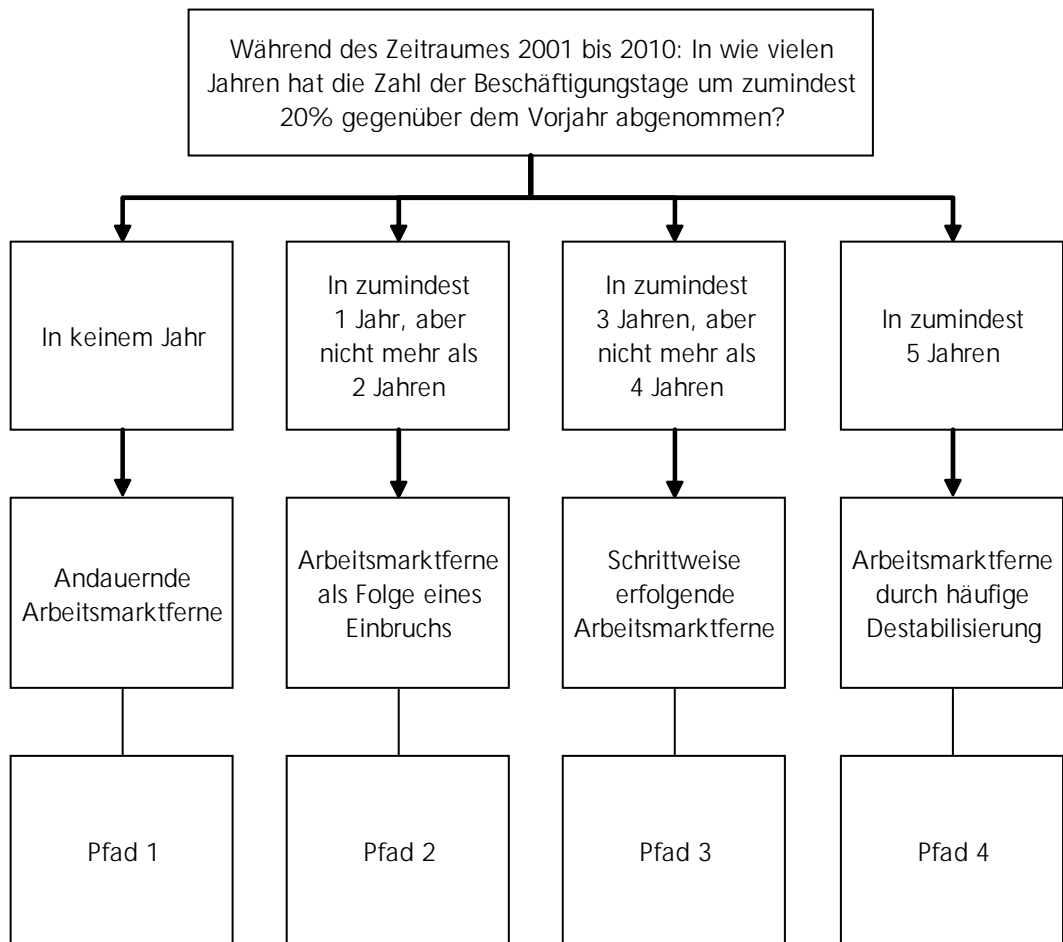 Während des Zeitraumes 2001 bis 2010: In wie vielen
Jahren hat die Zahl der Beschäftigungstage um zumindest
20% gegenüber dem Vorjahr abgenommen?
In keinem Jahr
In zumindest
1 Jahr, aber
nicht mehr als
2 Jahren
In zumindest
3 Jahren, aber
nicht mehr als
4 Jahren
In zumindest
5 Jahren
Andauernde
Arbeitsmarktferne
Arbeitsmarktferne
als Folge eines
Einbruchs
Schrittweise
erfolgende
Arbeitsmarktferne
Arbeitsmarktferne
durch häufige
Destabilisierung
Pfad 1
Pfad 2
Pfad 3
Pfad 4